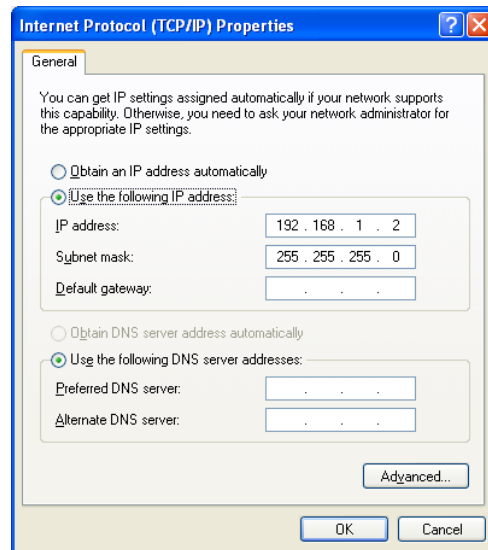 Internet Protocol (TCP/IP) Properties
General
You can get IP settings assigned automatically if your network supports
this capability. Otherwise, you need to ask your network administrator for
the appropriate IP settings.
Obtain an IP address automatically
Use the following IP address:
IP address: 192 . 168 . 1 . 2
Subnet mask: 255 . 255 . 255 . 0
Default gateway: . . .
Obtain DNS server address automatically
Use the following DNS server addresses:
Preferred DNS server: . . .
Alternate DNS server: . . .
Advanced...
OK Cancel